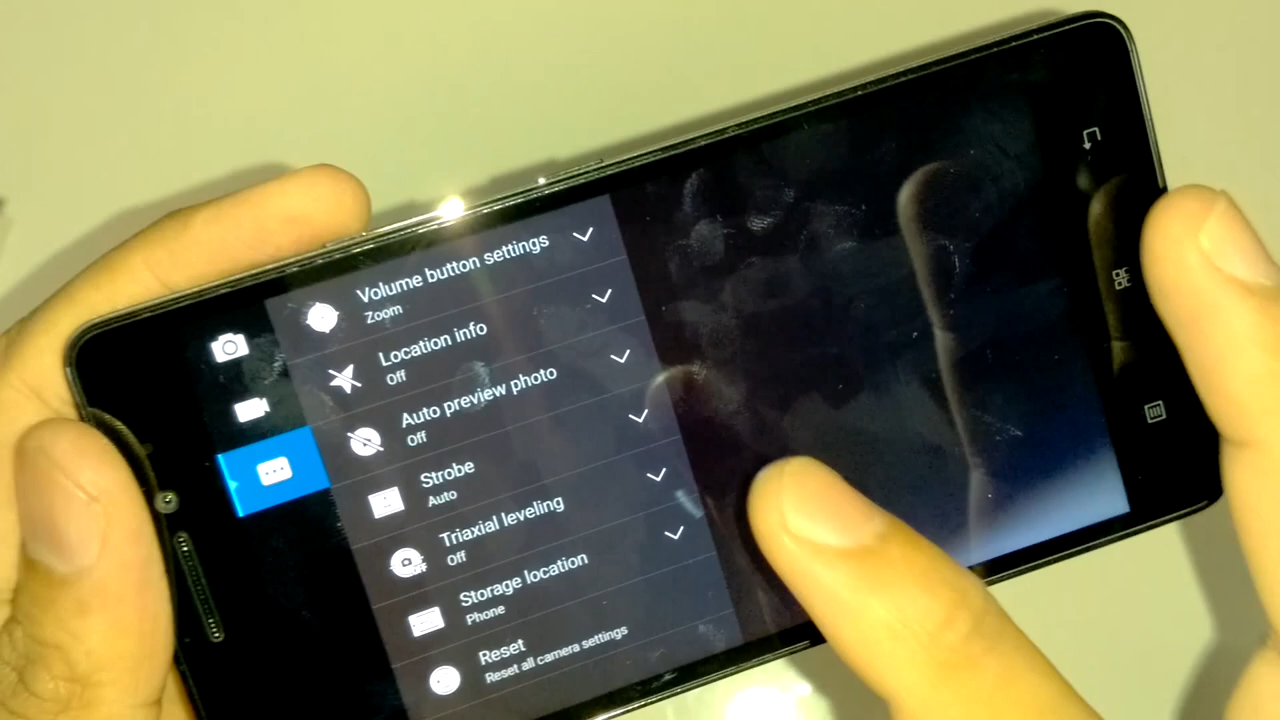 Volume button settings
Zoom
Location info
Off
Auto preview photo
Off
Strobe
Auto
Triaxial leveling
Off
Storage location
Phone
Reset
Reset all camera settings